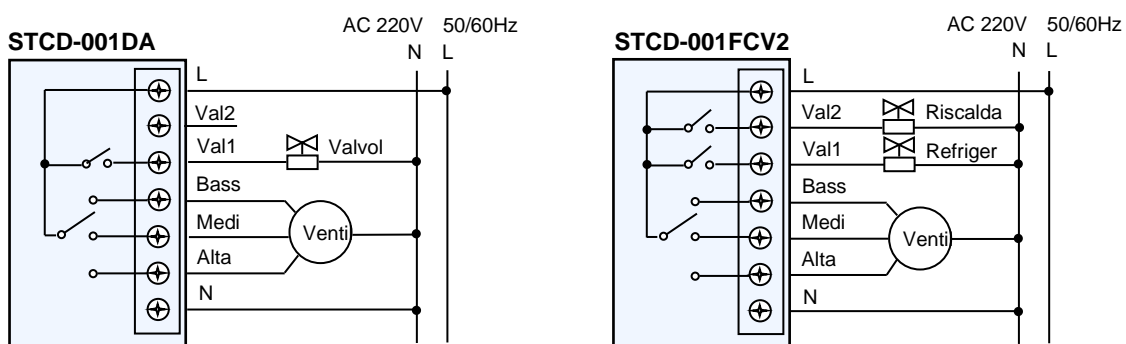 STCD-001DA
AC 220V 50/60Hz
N L
L
Val2
Val1
Valvol
Bass
Medi
Venti
Alta
N
STCD-001FCV2
AC 220V 50/60Hz
N L
L
Val2
Riscalda
Val1
Refriger
Bass
Medi
Venti
Alta
N